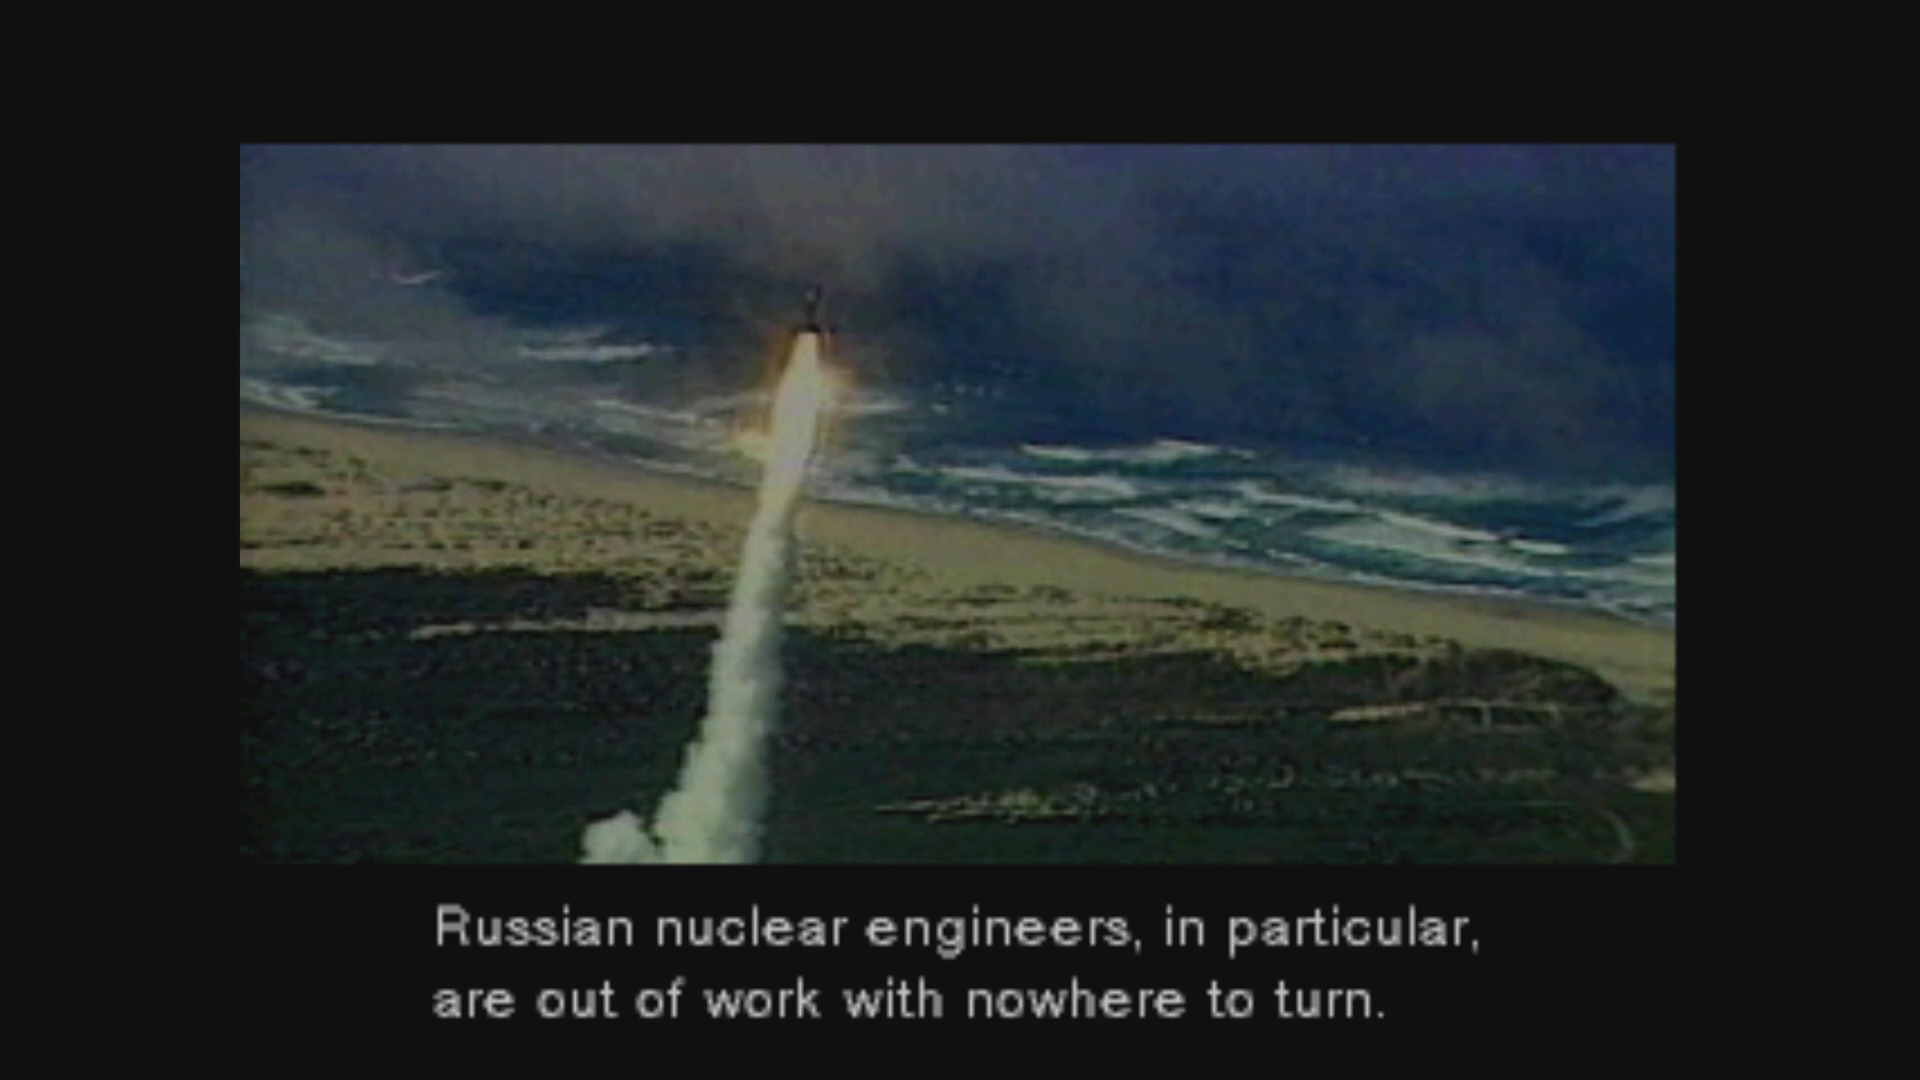 Russian nuclear engineers, in particular,
are out of work with nowhere to turn.